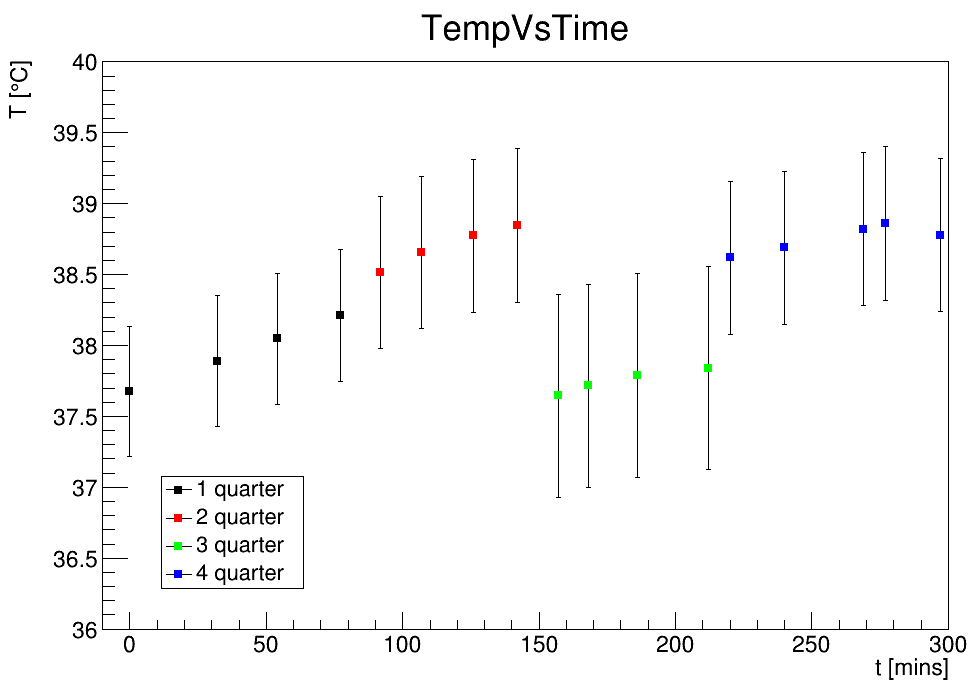 TempVsTime
T [°C]
40
39.5
39
38.5
38
37.5
37
36.5
36
1 quarter
2 quarter
3 quarter
4 quarter
0 50 100 150 200 250 300
t [mins]